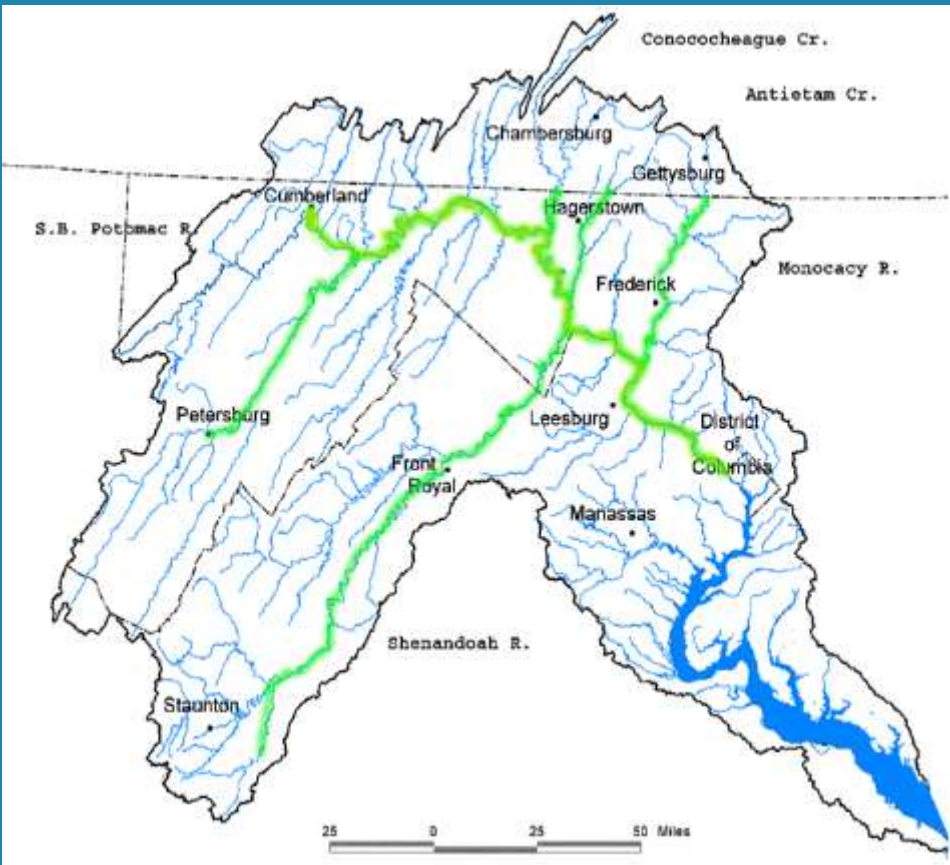 Conococheague Cr.
Antietam Cr.
Chambersburg
Gettysburg
Cumberland
Hagerstown
S.B. Potomac R.
Monocacy R.
Frederick
Petersburg
Leesburg
District
of
Columbia
Front
Royal
Manassas
Shenandoah R.
Staunton
25 0 25 50 Miles